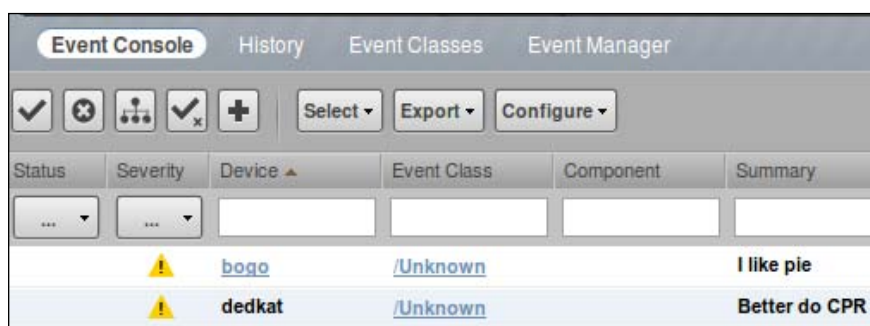 Event Console History Event Classes Event Manager
Select Export Configure
Status Severity Device Event Class Component Summary
... ...
bogo /Unknown I like pie
dedkat /Unknown Better do CPR